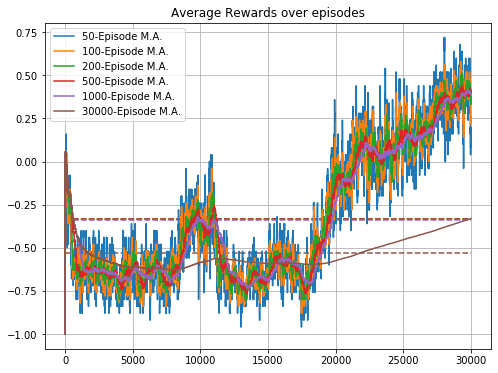 Average Rewards over episodes
0.75
0.50
0.25
0.00
−0.25
−0.50
−0.75
−1.00
50-Episode M.A.
100-Episode M.A.
200-Episode M.A.
500-Episode M.A.
1000-Episode M.A.
30000-Episode M.A.
0 5000 10000 15000 20000 25000 30000